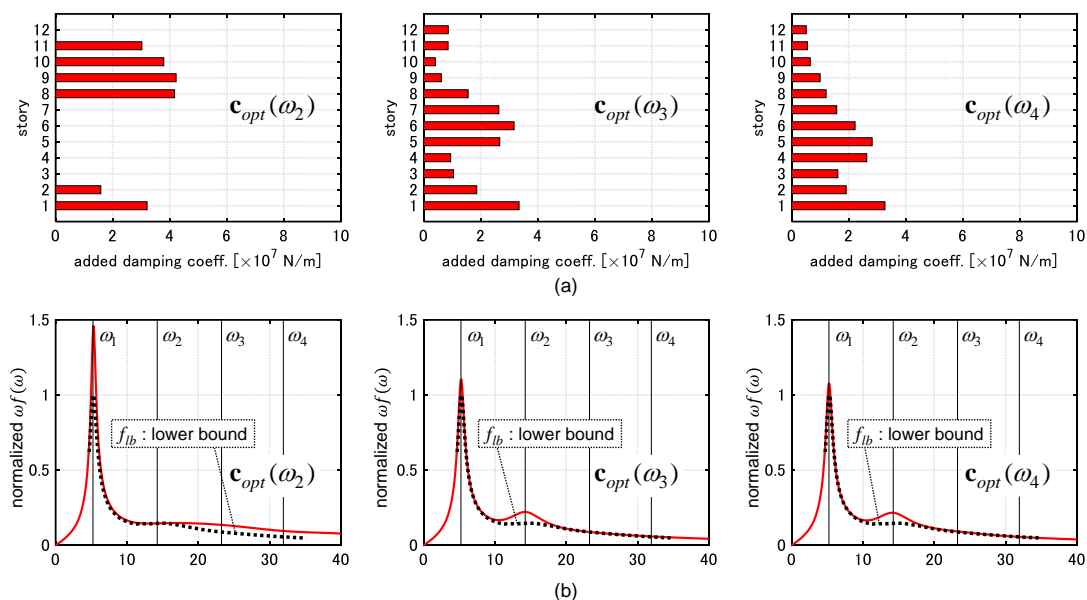 12
11
10
9
8
7
6
5
4
3
2
1
story
c_opt(ω₂)
0 2 4 6 8 10
added damping coeff. [×10⁷ N/m]
12
11
10
9
8
7
6
5
4
3
2
1
story
c_opt(ω₃)
0 2 4 6 8 10
added damping coeff. [×10⁷ N/m]
12
11
10
9
8
7
6
5
4
3
2
1
story
c_opt(ω₄)
0 2 4 6 8 10
added damping coeff. [×10⁷ N/m]
(a)
1.5
1
0.5
0
normalized ωf(ω)
ω₁ ω₂ ω₃ ω₄
f_lb : lower bound
c_opt(ω₂)
0 10 20 30 40
1.5
1
0.5
0
normalized ωf(ω)
ω₁ ω₂ ω₃ ω₄
f_lb : lower bound
c_opt(ω₃)
0 10 20 30 40
1.5
1
0.5
0
normalized ωf(ω)
ω₁ ω₂ ω₃ ω₄
f_lb : lower bound
c_opt(ω₄)
0 10 20 30 40
(b)